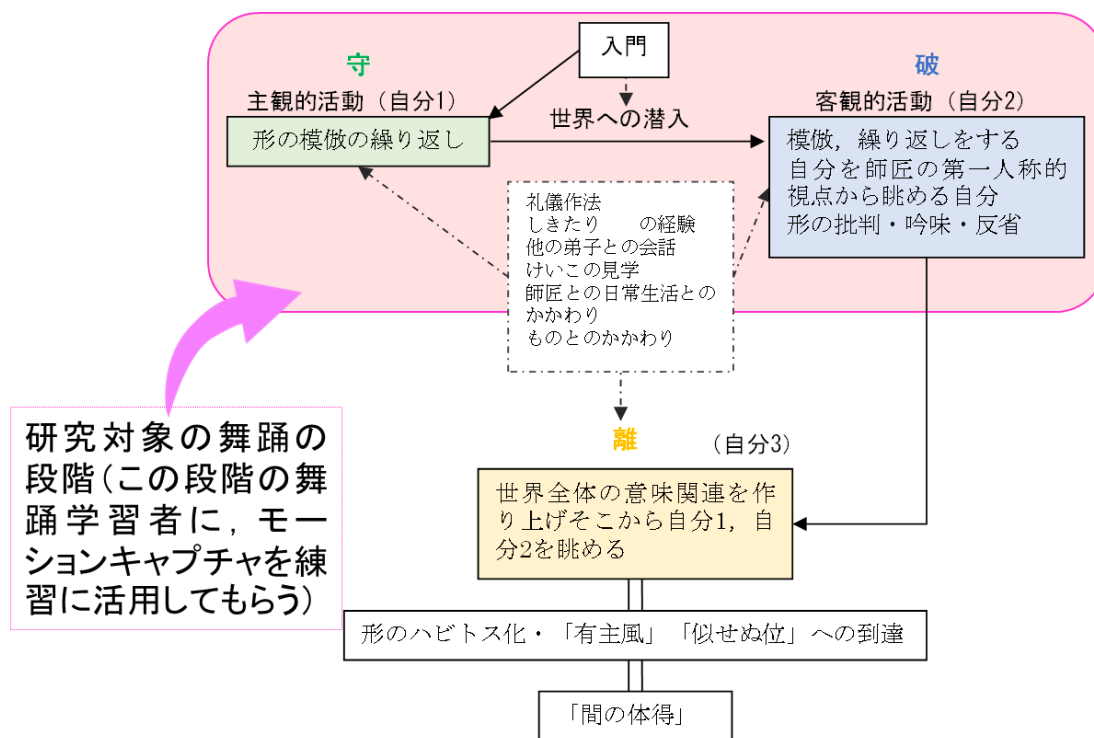 入門
守
主観的活動（自分1）
形の模倣の繰り返し
世界への潜入
破
客観的活動（自分2）
模倣，繰り返しをする
自分を師匠の第一人称的
視点から眺める自分
形の批判・吟味・反省
礼儀作法
しきたり　　の経験
他の弟子との会話
けいこの見学
師匠との日常生活との
かかわり
ものとのかかわり
研究対象の舞踊の
段階（この段階の舞
踊学習者に，モー
ションキャプチャを練
習に活用してもらう）
離
（自分3）
世界全体の意味関連を作
り上げそこから自分1，自
分2を眺める
形のハビトス化・「有主風」「似せぬ位」への到達
「間の体得」